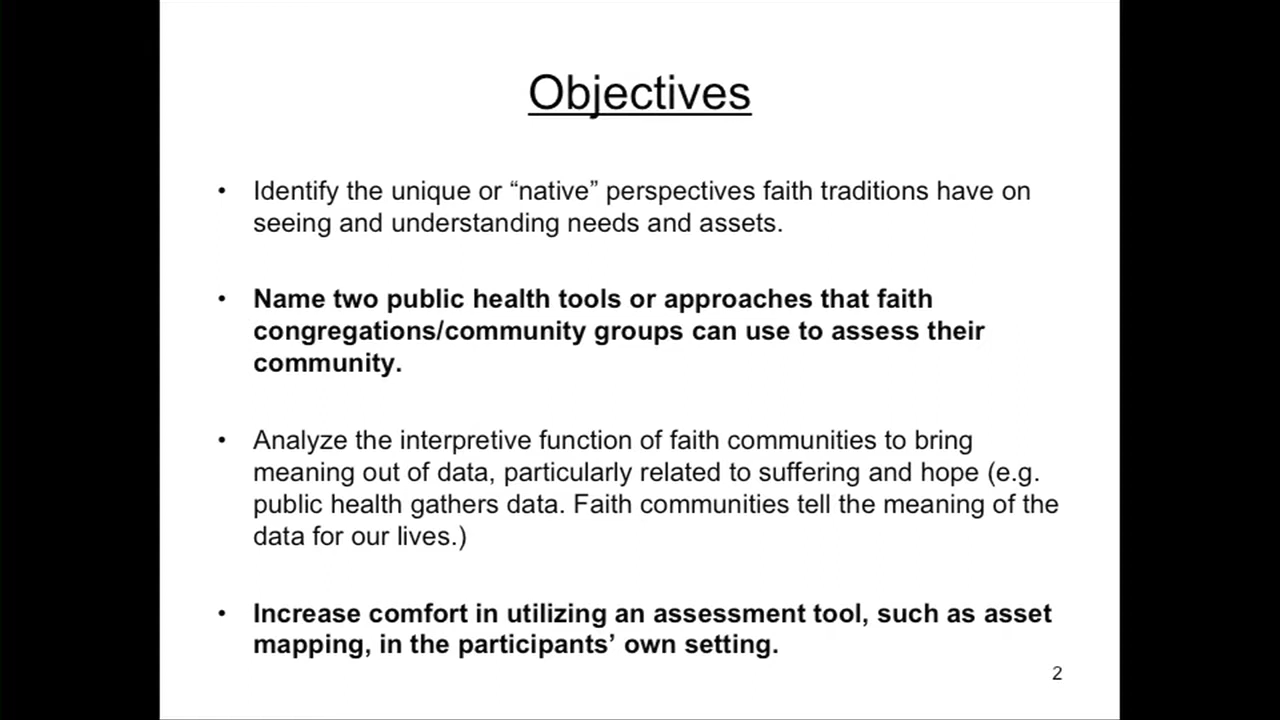 Objectives
• Identify the unique or “native” perspectives faith traditions have on
seeing and understanding needs and assets.
• Name two public health tools or approaches that faith
congregations/community groups can use to assess their
community.
• Analyze the interpretive function of faith communities to bring
meaning out of data, particularly related to suffering and hope (e.g.
public health gathers data. Faith communities tell the meaning of the
data for our lives.)
• Increase comfort in utilizing an assessment tool, such as asset
mapping, in the participants’ own setting.
2